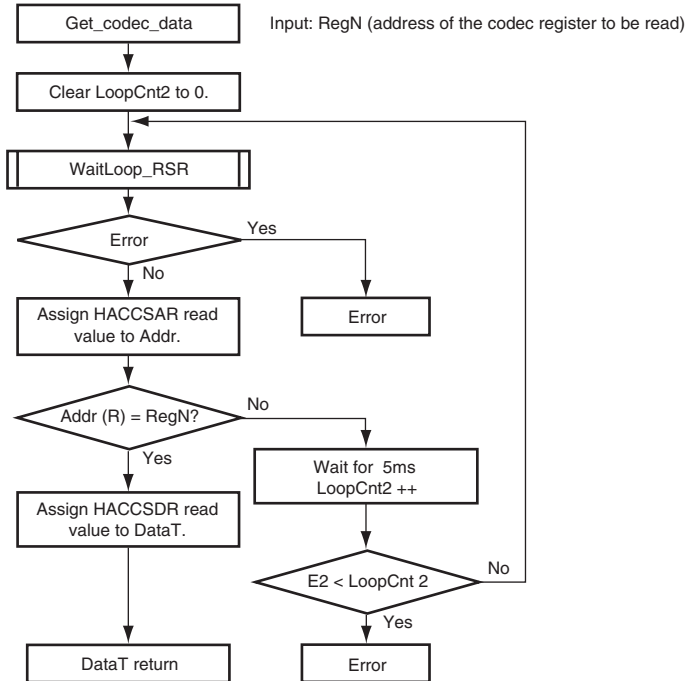 Get_codec_data
Input: RegN (address of the codec register to be read)
Clear LoopCnt2 to 0.
WaitLoop_RSR
Error
Yes
No
Assign HACCSAR read
value to Addr.
Error
Addr (R) = RegN?
No
Yes
Wait for 5ms
LoopCnt2 ++
Assign HACCSDR read
value to DataT.
E2 < LoopCnt 2
No
Yes
DataT return
Error